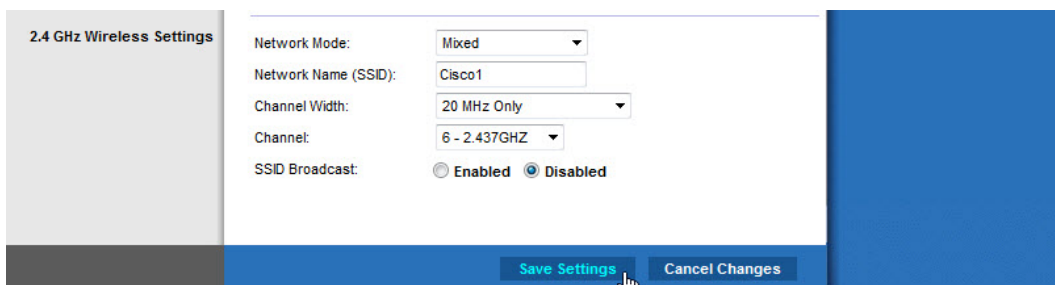 2.4 GHz Wireless Settings
Network Mode: Mixed
Network Name (SSID): Cisco1
Channel Width: 20 MHz Only
Channel: 6 - 2.437GHZ
SSID Broadcast: Enabled Disabled
Save Settings Cancel Changes